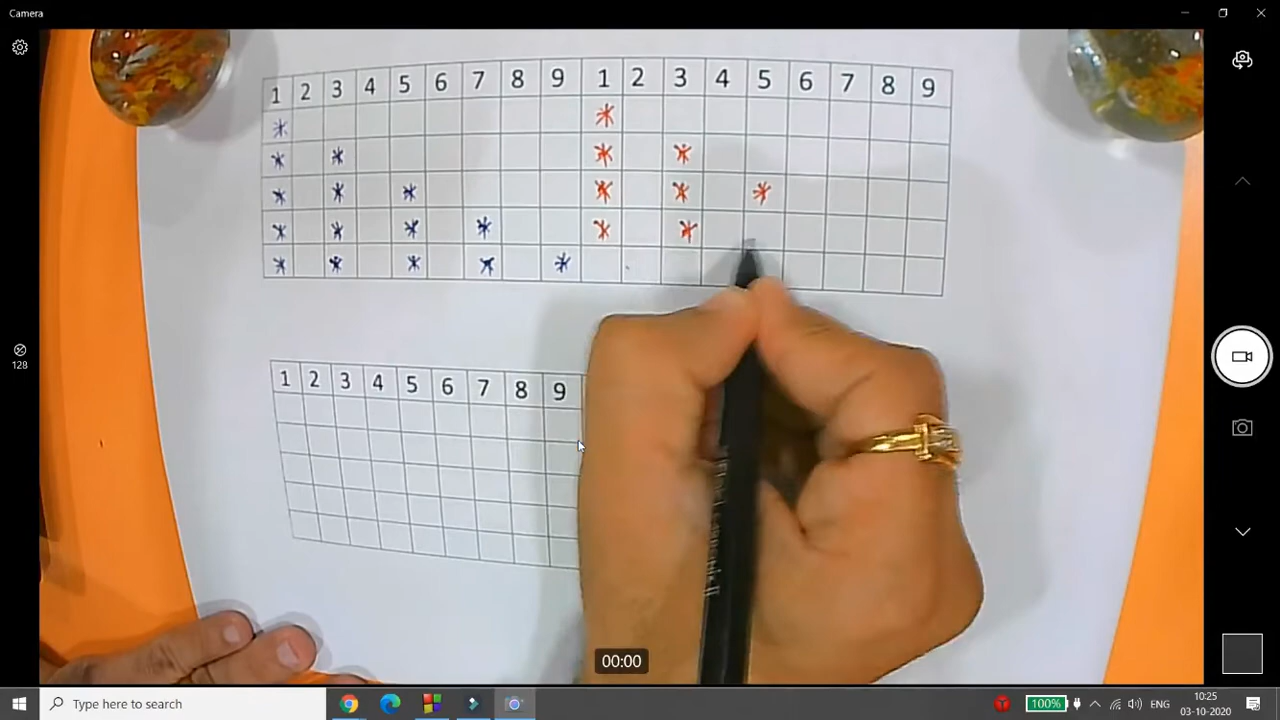 Camera
1 2 3 4 5 6 7 8 9 1 2 3 4 5 6 7 8 9
* *
* * * *
* * * * * *
* * * * * *
* * * * *
128
1 2 3 4 5 6 7 8 9
00:00
Type here to search
100%
ENG
10:25
03-10-2020